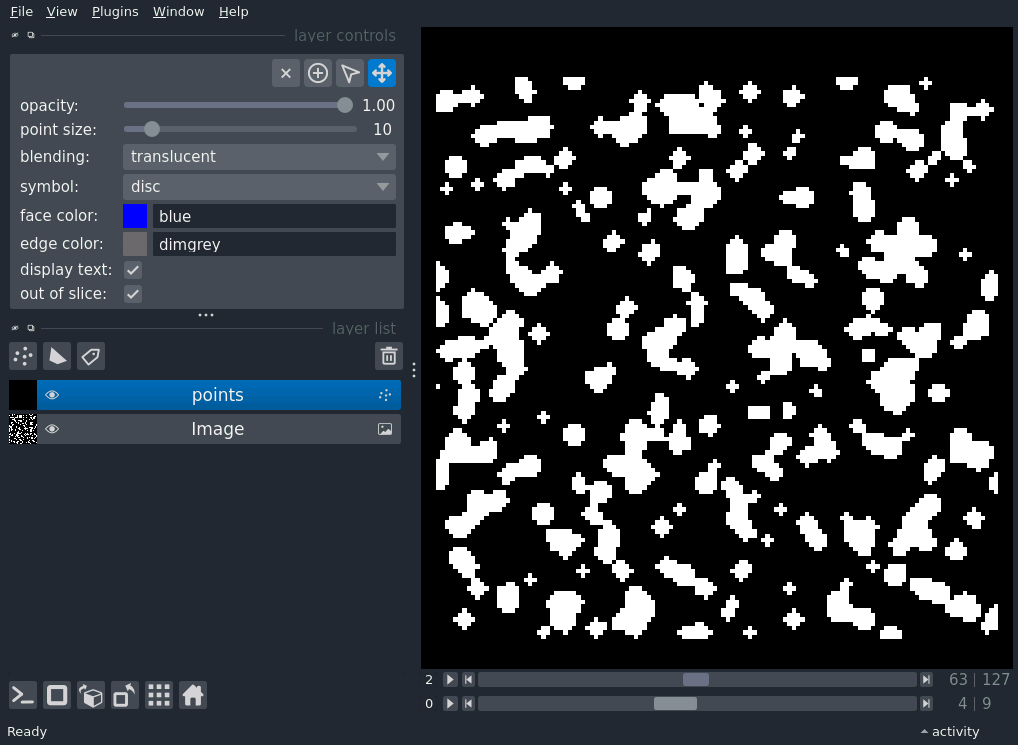 File View Plugins Window Help
layer controls
opacity: 1.00
point size: 10
blending: translucent
symbol: disc
face color: blue
edge color: dimgrey
display text:
out of slice:
layer list
points
Image
2 63 | 127
0 4 | 9
Ready activity